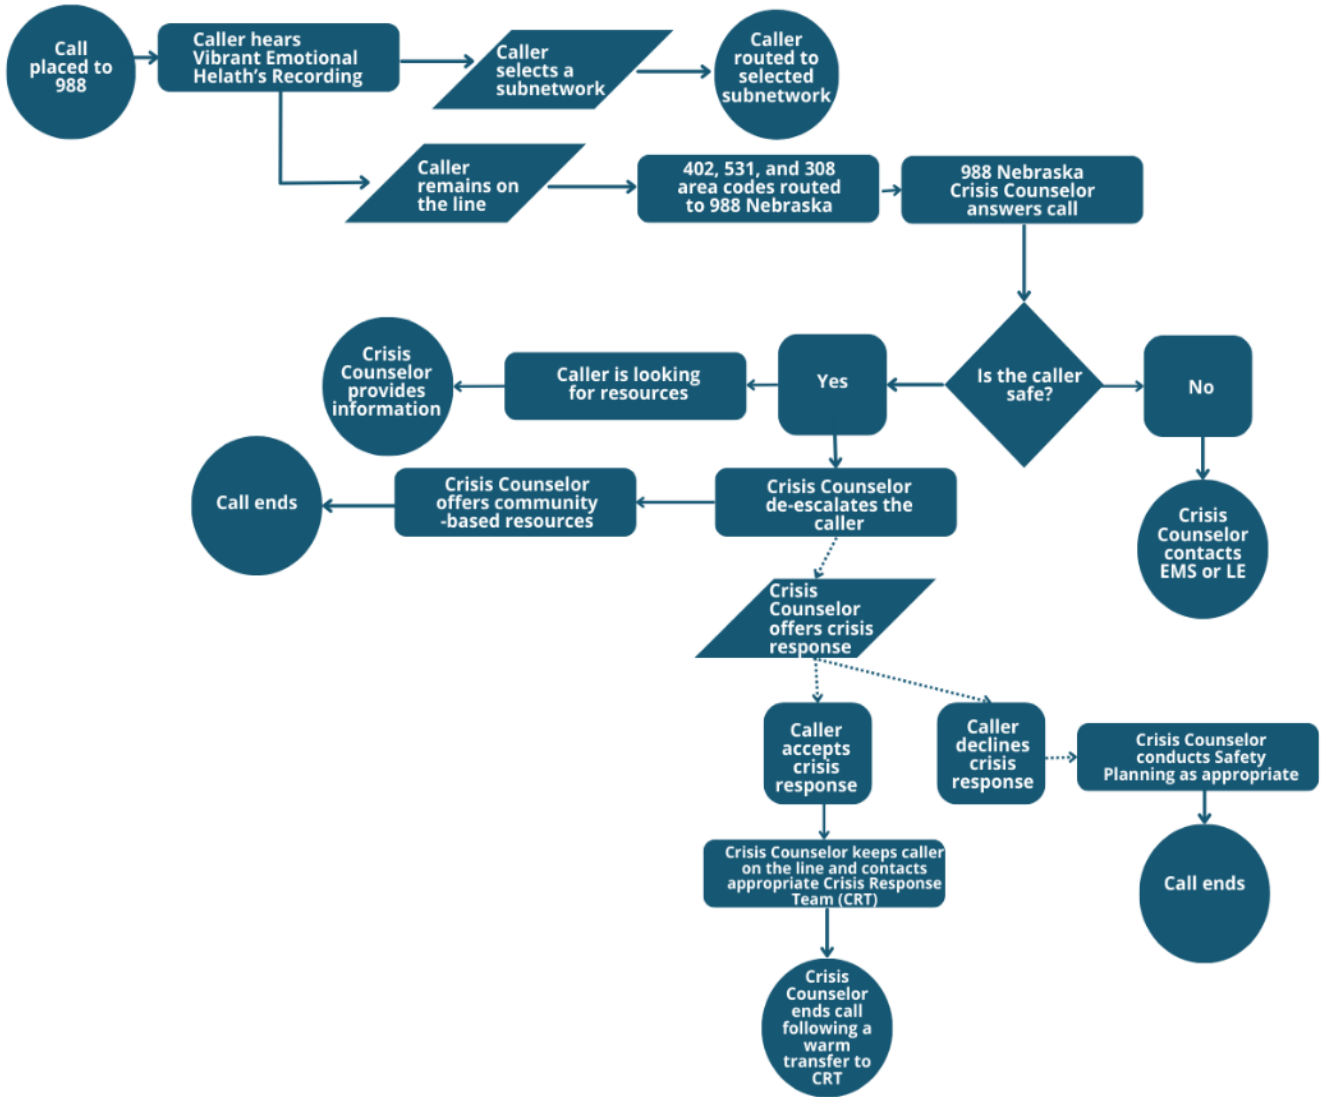 Call
placed to
988
Caller hears
Vibrant Emotional
Helath's Recording
Caller
selects a
subnetwork
Caller
routed to
selected
subnetwork
Caller
remains on
the line
402, 531, and 308
area codes routed
to 988 Nebraska
988 Nebraska
Crisis Counselor
answers call
Is the caller
safe?
Yes
No
Caller is looking
for resources
Crisis
Counselor
provides
information
Crisis Counselor
de-escalates the
caller
Crisis Counselor
offers community
-based resources
Call ends
Crisis
Counselor
contacts
EMS or LE
Crisis
Counselor
offers crisis
response
Caller
accepts
crisis
response
Caller
declines
crisis
response
Crisis Counselor
conducts Safety
Planning as appropriate
Call ends
Crisis Counselor keeps caller
on the line and contacts
appropriate Crisis Response
Team (CRT)
Crisis
Counselor
ends call
following a
warm
transfer to
CRT